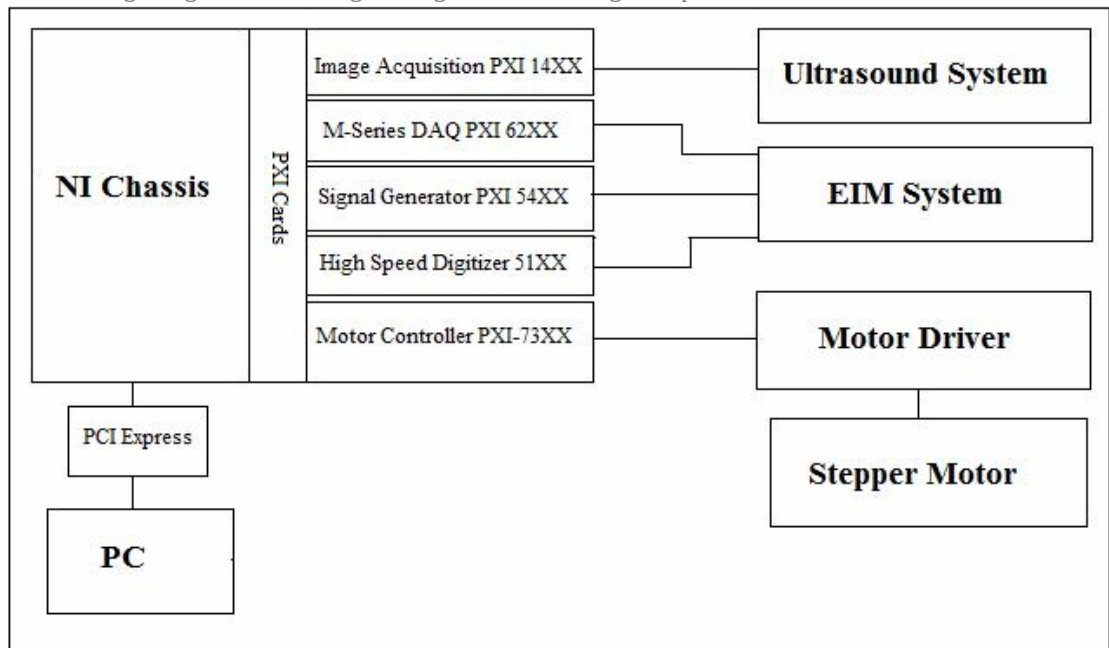 Image Acquisition PXI 14XX
Ultrasound System
M-Series DAQ PXI 62XX
NI Chassis
PXI Cards
Signal Generator PXI 54XX
EIM System
High Speed Digitizer 51XX
Motor Controller PXI-73XX
Motor Driver
PCI Express
Stepper Motor
PC